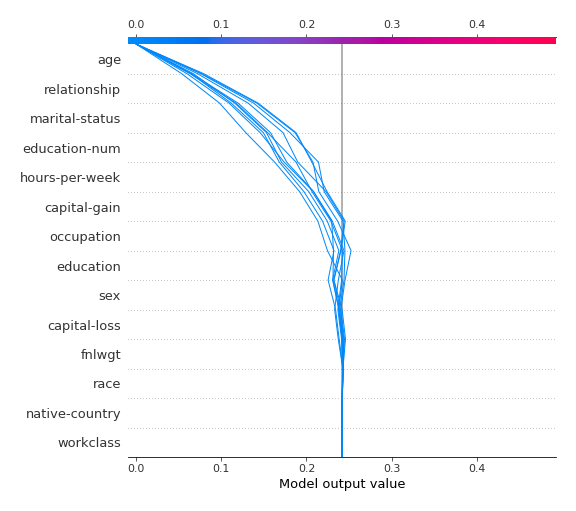 0.0 0.1 0.2 0.3 0.4
age
relationship
marital-status
education-num
hours-per-week
capital-gain
occupation
education
sex
capital-loss
fnlwgt
race
native-country
workclass
0.0 0.1 0.2 0.3 0.4
Model output value